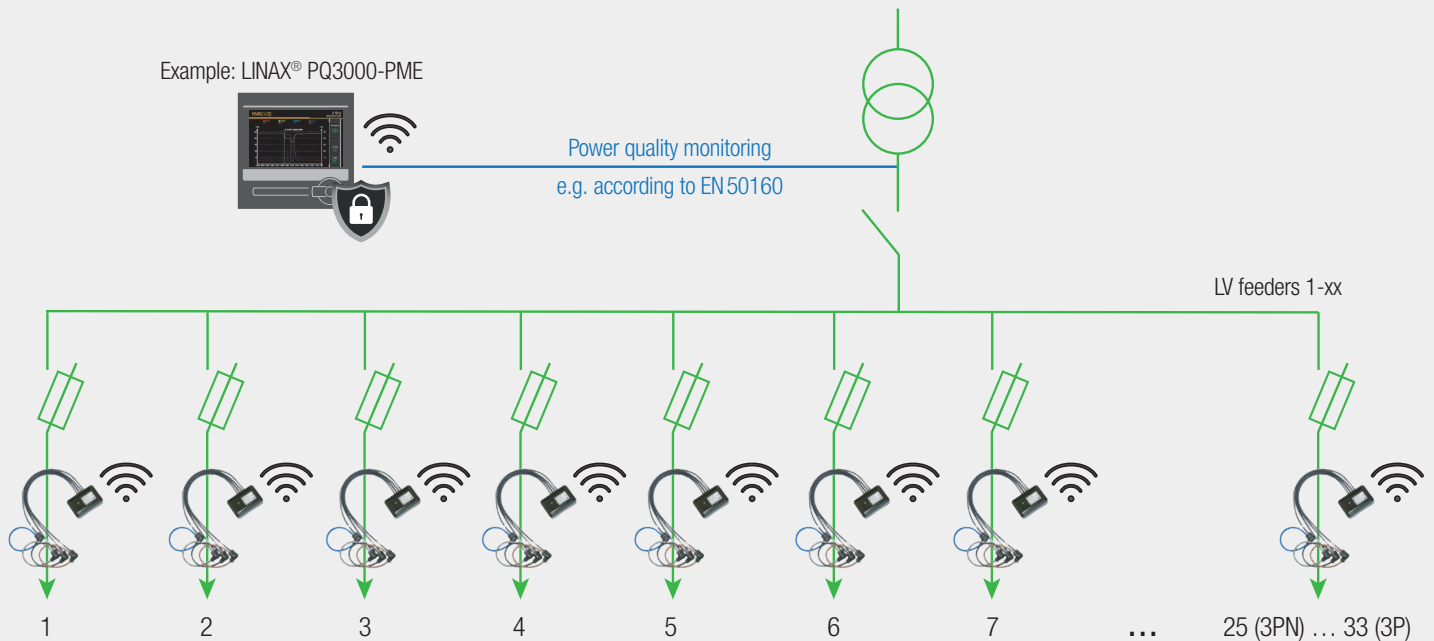 Example: LINAX® PQ3000-PME
Power quality monitoring
e.g. according to EN 50160
LV feeders 1-xx
1 2 3 4 5 6 7 ... 25 (3PN) … 33 (3P)